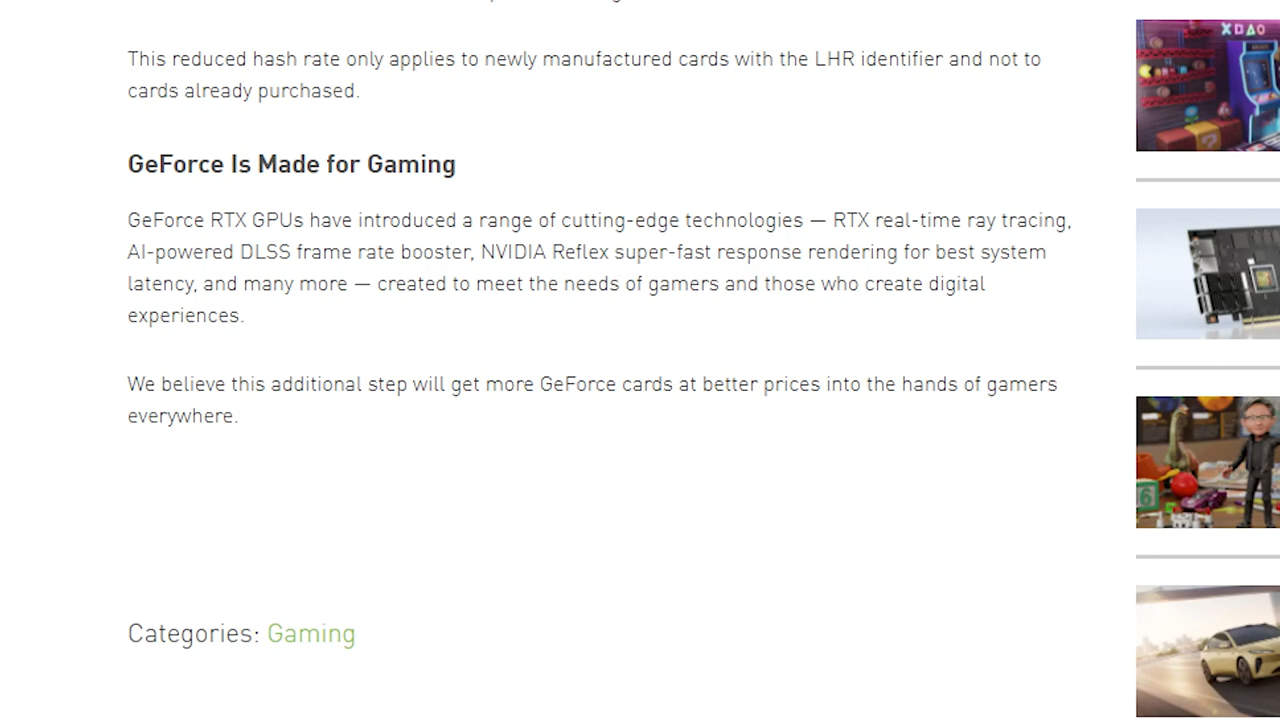 This reduced hash rate only applies to newly manufactured cards with the LHR identifier and not to
cards already purchased.
GeForce Is Made for Gaming
GeForce RTX GPUs have introduced a range of cutting-edge technologies — RTX real-time ray tracing,
AI-powered DLSS frame rate booster, NVIDIA Reflex super-fast response rendering for best system
latency, and many more — created to meet the needs of gamers and those who create digital
experiences.
We believe this additional step will get more GeForce cards at better prices into the hands of gamers
everywhere.
Categories: Gaming